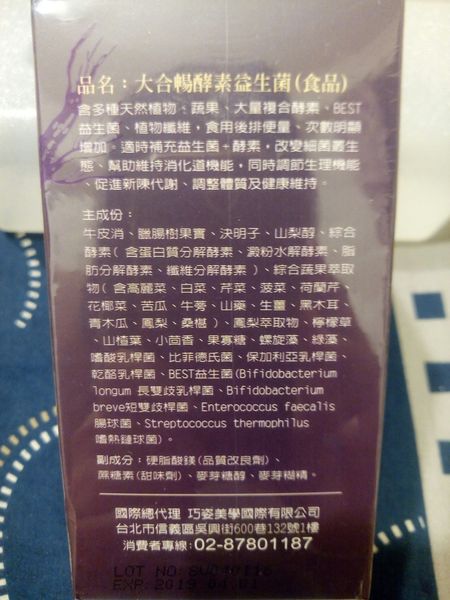 品名：大合暢酵素益生菌(食品)
含多種天然植物、蔬果、大量複合酵素、BEST
益生菌、植物纖維，食用後排便量、次數明顯
增加。適時補充益生菌+酵素，改變細菌叢生
態、幫助維持消化道機能，同時調節生理機能
、促進新陳代謝、調整體質及健康維持。
主成份：
牛皮消、臘腸樹果實、決明子、山梨醇、綜合
酵素(含蛋白質分解酵素、澱粉水解酵素、脂
肪分解酵素、纖維分解酵素)、綜合蔬果萃取
物(含高麗菜、白菜、芹菜、菠菜、荷蘭芹、
花椰菜、苦瓜、牛蒡、山藥、生薑、黑木耳、
青木瓜、鳳梨、桑椹)、鳳梨萃取物、檸檬草
、山植葉、小茴香、果寡糖、螺旋藻、綠藻、
嗜酸乳桿菌、比菲德氏菌、保加利亞乳桿菌、
乾酪乳桿菌、BEST益生菌(Bifidobacterium
longum 長雙歧乳桿菌、Bifidobacterium
breve短雙歧桿菌、Enterococcus faecalis
腸球菌、Streptococcus thermophilus
嗜熱鏈球菌)。
副成分：硬脂酸鎂(品質改良劑)、
蔗糖素(甜味劑)、麥芽糖醇、麥芽糊精。
國際總代理 巧姿美學國際有限公司
台北市信義區吳興街600巷132號1樓
消費者專線:02-87801187
LOT NO:
EXP:2019.04.01